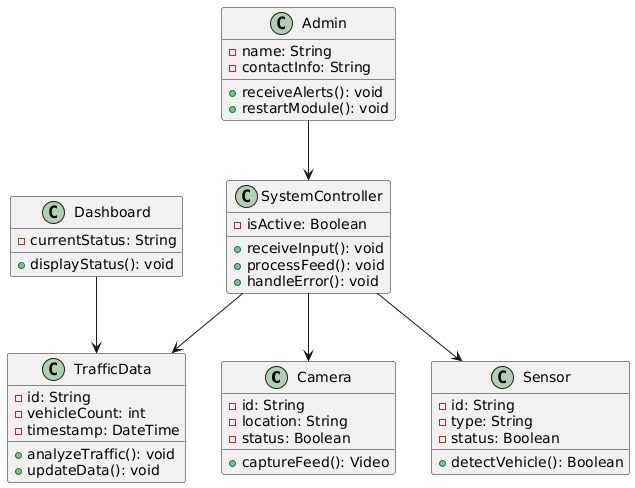 C Admin
name: String
contactInfo: String
receiveAlerts(): void
restartModule(): void
C SystemController
isActive: Boolean
receiveInput(): void
processFeed(): void
handleError(): void
C Dashboard
currentStatus: String
displayStatus(): void
C TrafficData
id: String
vehicleCount: int
timestamp: DateTime
analyzeTraffic(): void
updateData(): void
C Camera
id: String
location: String
status: Boolean
captureFeed(): Video
C Sensor
id: String
type: String
status: Boolean
detectVehicle(): Boolean